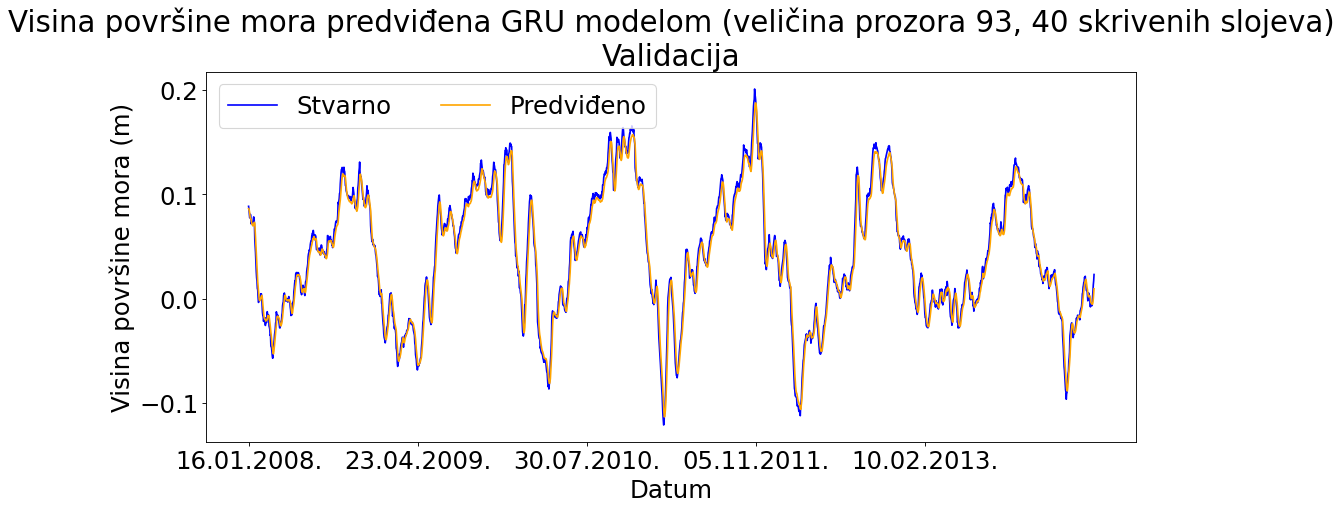 Visina površine mora predviđena GRU modelom (veličina prozora 93, 40 skrivenih slojeva)
Validacija
Stvarno Predviđeno
Visina površine mora (m)
0.2
0.1
0.0
−0.1
16.01.2008. 23.04.2009. 30.07.2010. 05.11.2011. 10.02.2013.
Datum